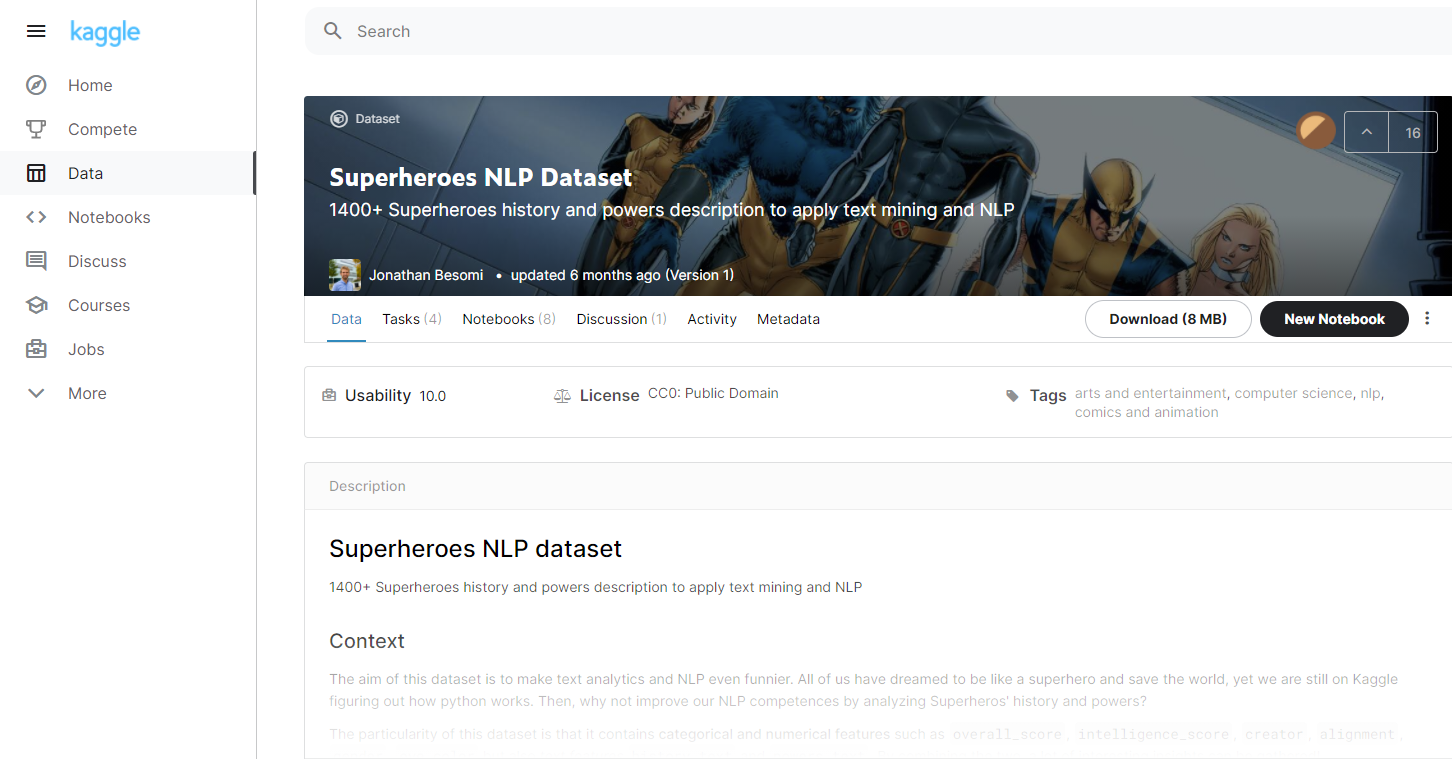 kaggle
Search
Home
Compete
Data
Notebooks
Discuss
Courses
Jobs
More
Dataset
16
Superheroes NLP Dataset
1400+ Superheroes history and powers description to apply text mining and NLP
Jonathan Besomi • updated 6 months ago (Version 1)
Data Tasks (4) Notebooks (8) Discussion (1) Activity Metadata Download (8 MB) New Notebook
Usability 10.0 License CC0: Public Domain Tags arts and entertainment, computer science, nlp,
comics and animation
Description
Superheroes NLP dataset
1400+ Superheroes history and powers description to apply text mining and NLP
Context
The aim of this dataset is to make text analytics and NLP even funnier. All of us have dreamed to be like a superhero and save the world, yet we are still on Kaggle
figuring out how python works. Then, why not improve our NLP competences by analyzing Superheros' history and powers?
The particularity of this dataset is that it contains categorical and numerical features such as overall_score, intelligence_score, creator, alignment,